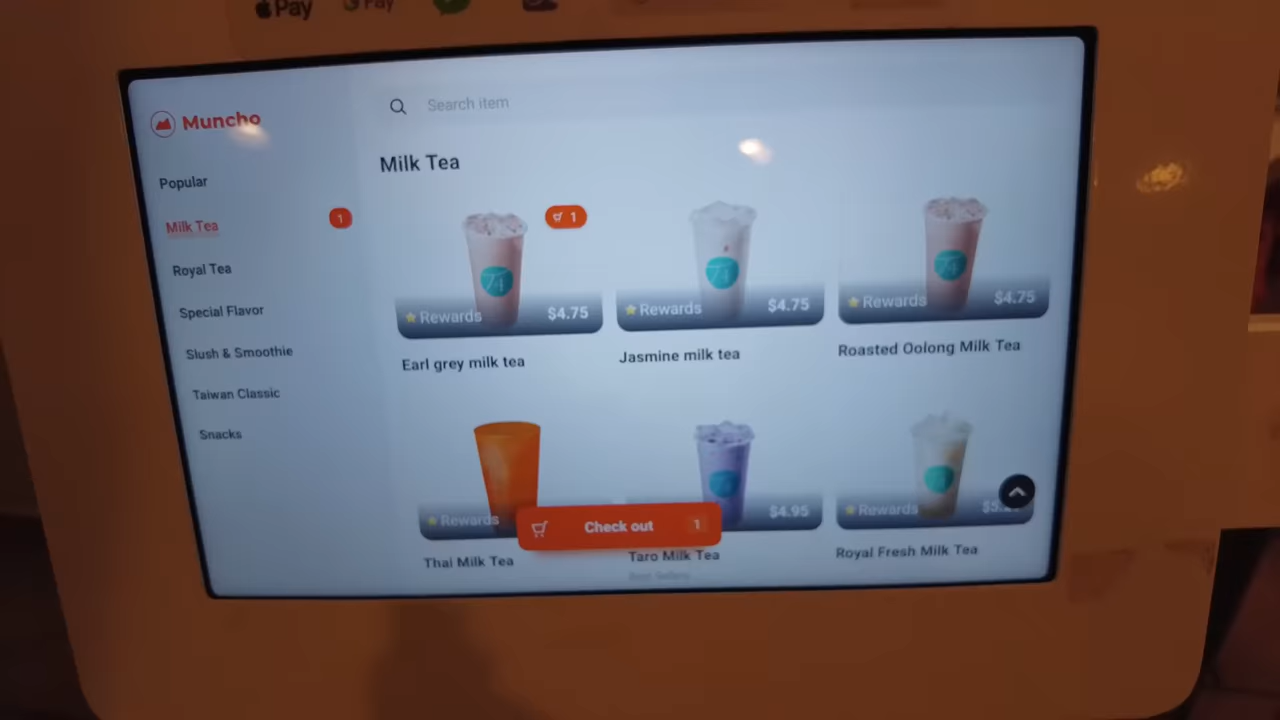 Pay
Pay
Muncho
Search item
Popular
Milk Tea
1
Royal Tea
Special Flavor
Slush & Smoothie
Taiwan Classic
Snacks
Milk Tea
1
Rewards
$4.75
Earl grey milk tea
Rewards
$4.75
Jasmine milk tea
Rewards
$4.75
Roasted Oolong Milk Tea
Rewards
Thai Milk Tea
$4.95
Taro Milk Tea
Best Sellers
Rewards
Royal Fresh Milk Tea
Check out
1